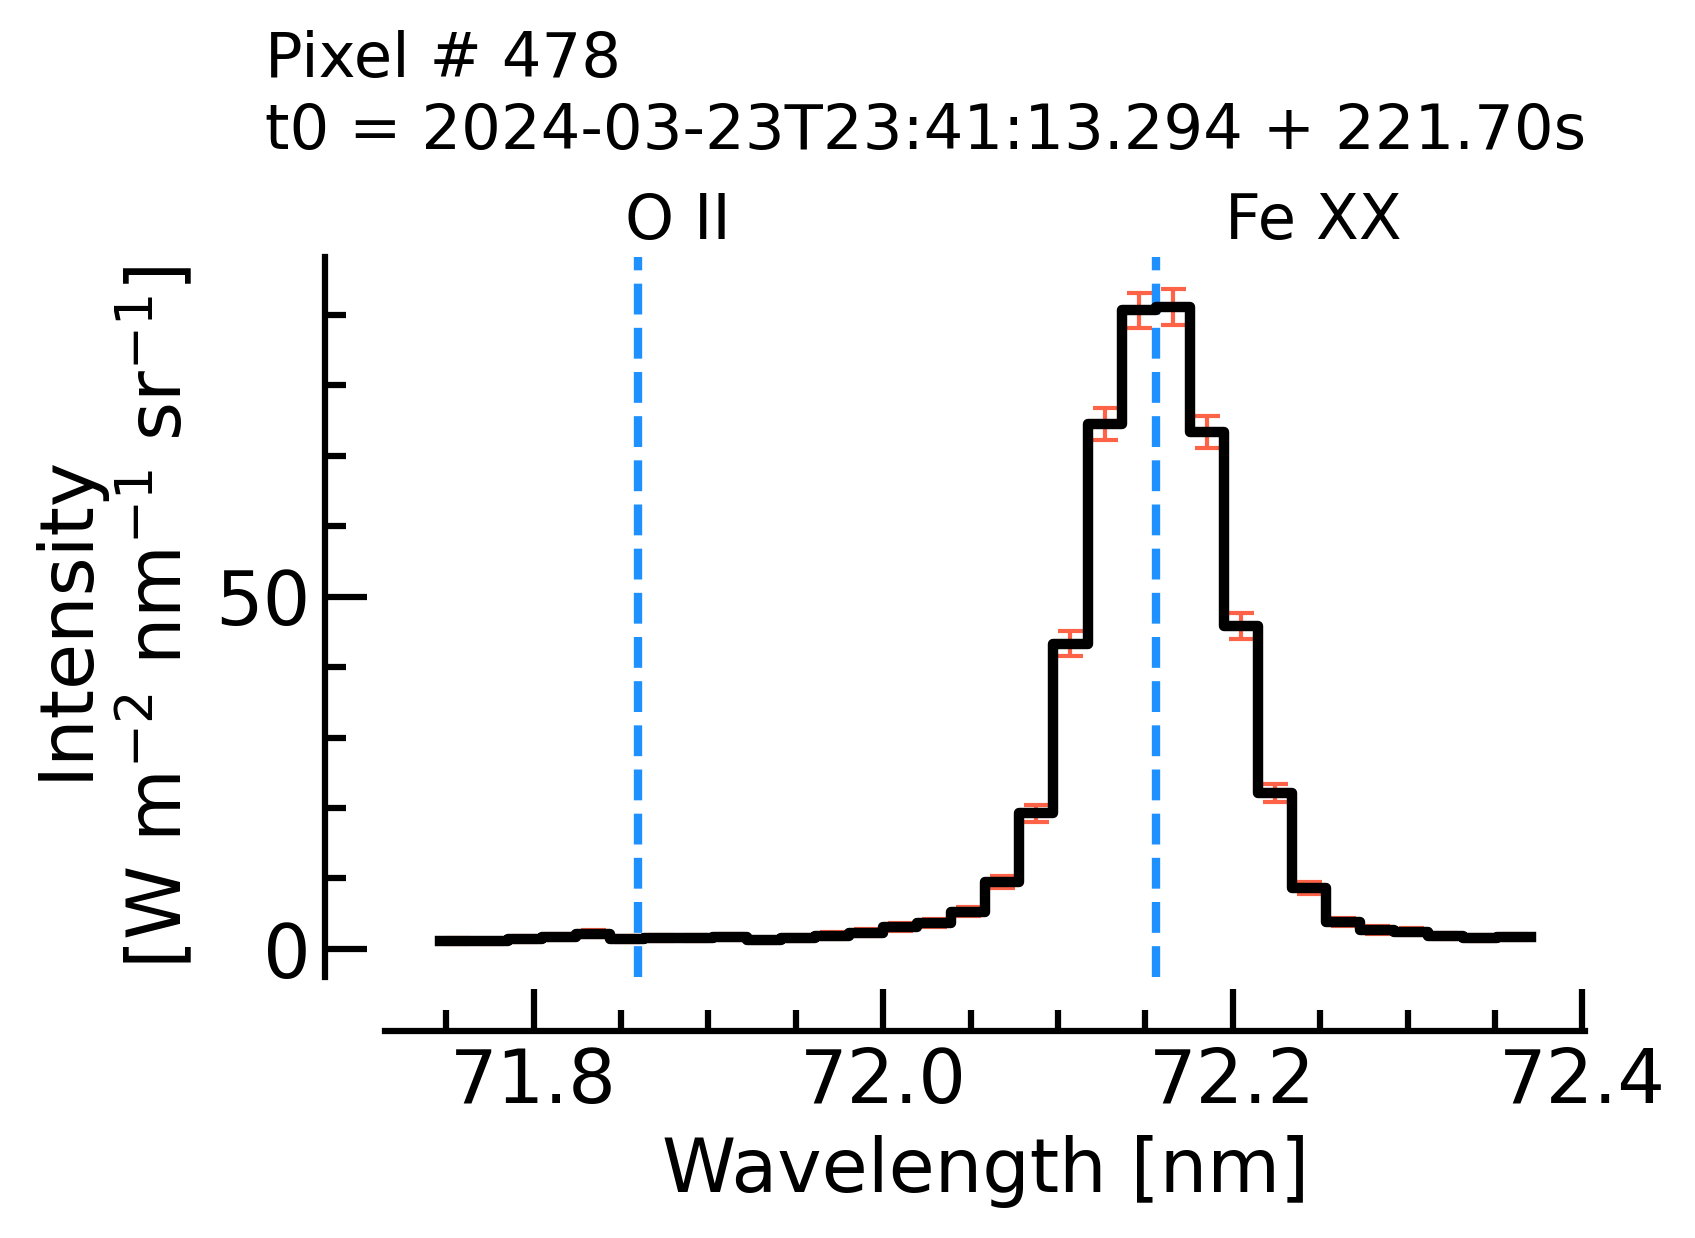 Pixel # 478
t0 = 2024-03-23T23:41:13.294 + 221.70s
O II Fe XX
Intensity
[W m⁻² nm⁻¹ sr⁻¹]
50
0
71.8 72.0 72.2 72.4
Wavelength [nm]